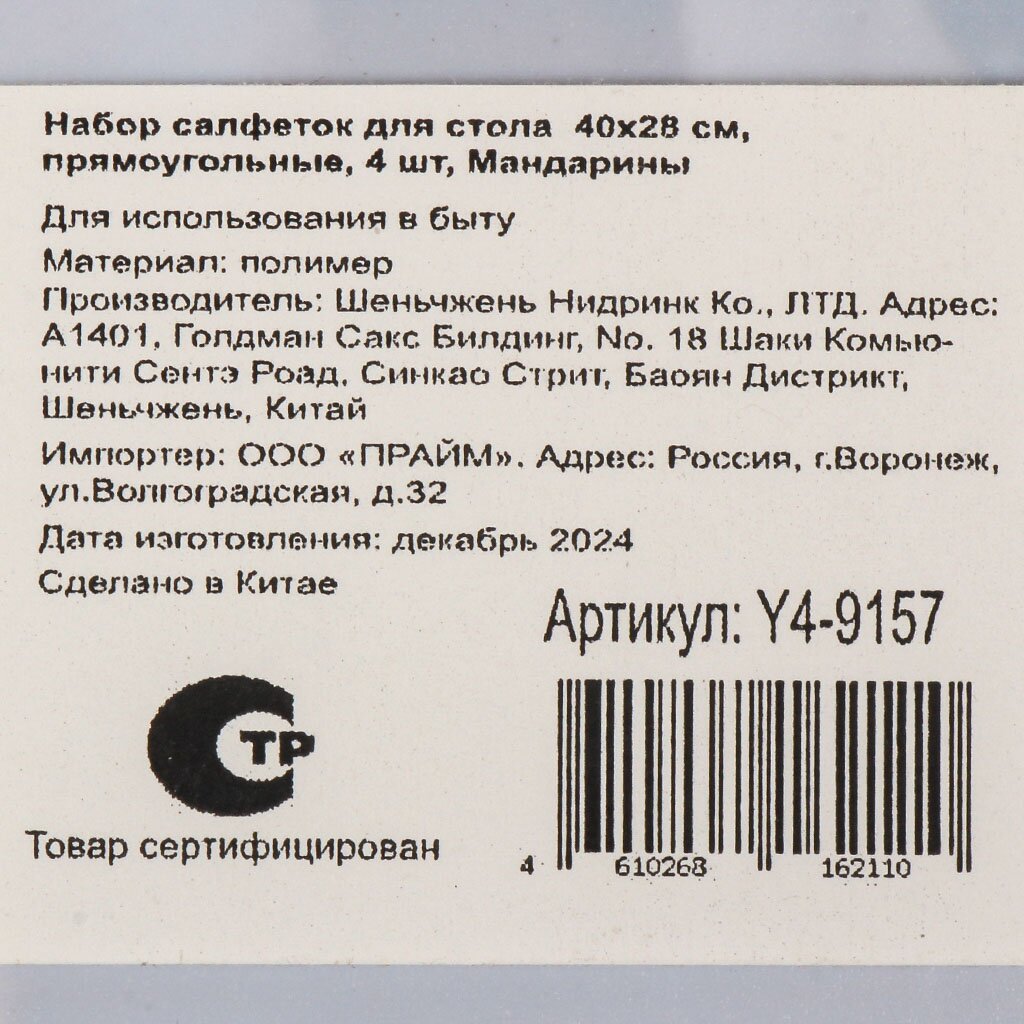 Набор салфеток для стола 40х28 см,
прямоугольные, 4 шт, Мандарины
Для использования в быту
Материал: полимер
Производитель: Шеньчжень Нидринк Ко., ЛТД. Адрес:
А1401, Голдман Сакс Билдинг, No. 18 Шаки Комью-
нити Сентэ Роад, Синкао Стрит, Баоян Дистрикт,
Шеньчжень, Китай
Импортер: ООО «ПРАЙМ». Адрес: Россия, г.Воронеж,
ул.Волгоградская, д.32
Дата изготовления: декабрь 2024
Сделано в Китае
Артикул: Y4-9157
СТР
Товар сертифицирован
4 610268 162110